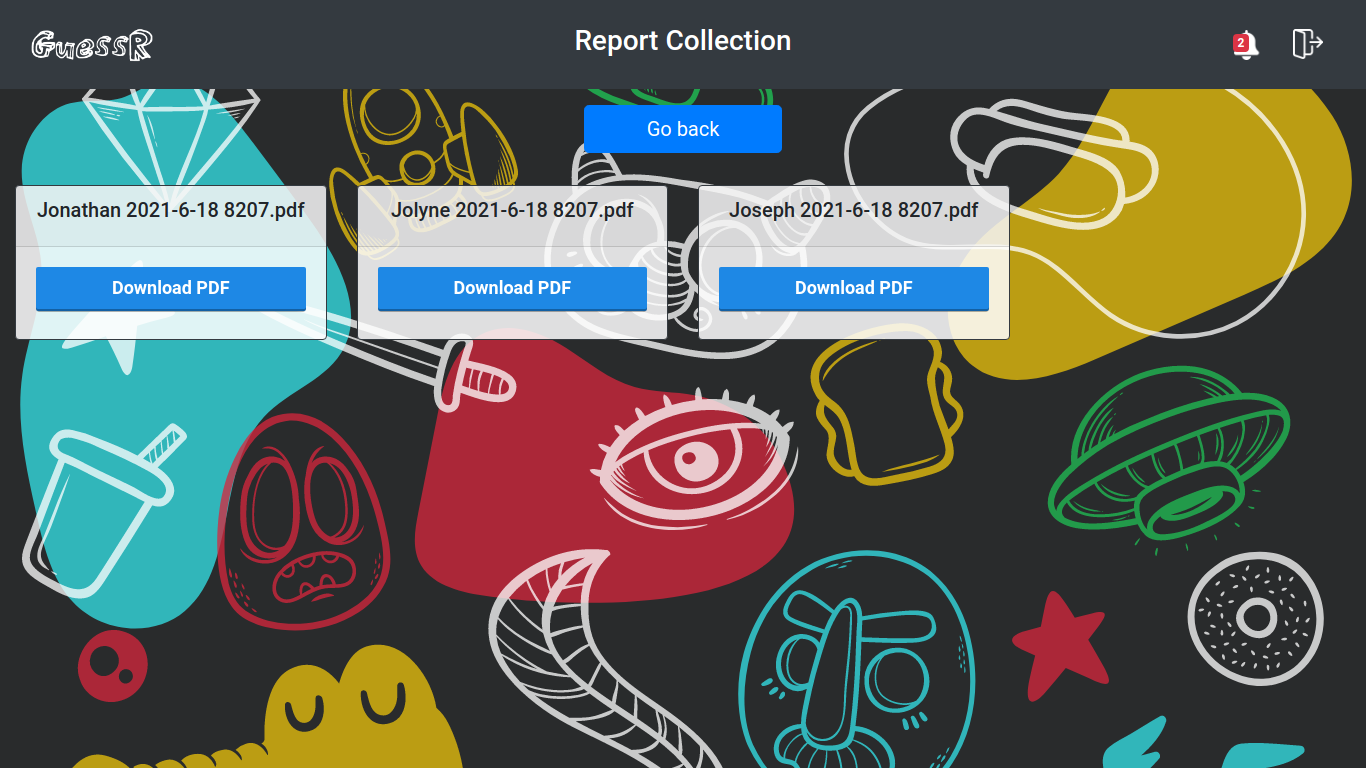 GuessR
Report Collection
2
Go back
Jonathan 2021-6-18 8207.pdf
Jolyne 2021-6-18 8207.pdf
Joseph 2021-6-18 8207.pdf
Download PDF
Download PDF
Download PDF